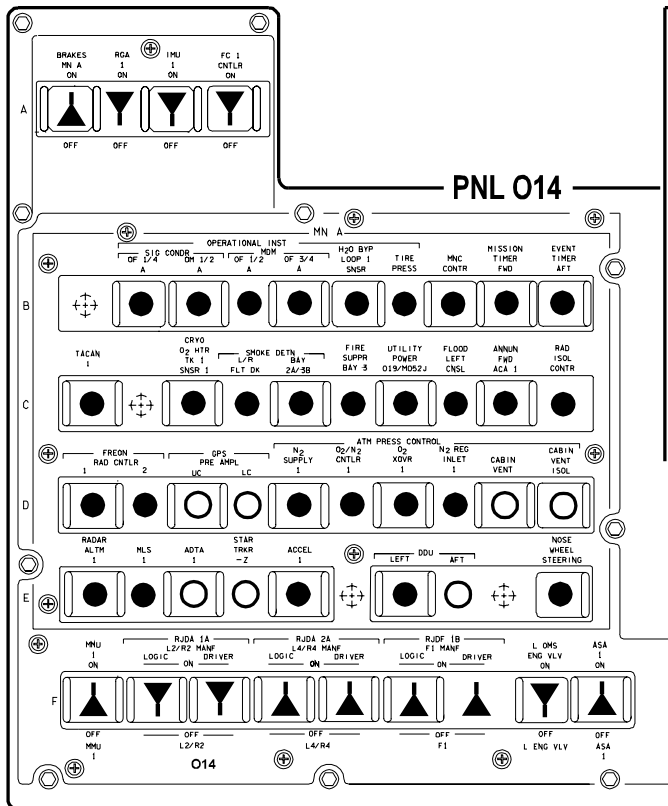 BRAKES RGA IMU FC 1
MN A 1 1 CNTLR
ON ON ON ON
A
OFF OFF OFF OFF
PNL O14
MN A
OPERATIONAL INST
SIG CONDR MDM H2O BYP MISSION EVENT
OF 1/4 OM 1/2 OF 1/2 OF 3/4 LOOP 1 TIRE MNC TIMER TIMER
A A A A SNSR PRESS CONTR FWD AFT
B
CRYO
O2 HTR SMOKE DETN FIRE UTILITY FLOOD ANNUN RAD
TACAN TK 1 L/R BAY SUPPR POWER LEFT FWD ISOL
1 SNSR 1 FLT DK 2A/3B BAY 3 O19/MO52J CNSL ACA 1 CONTR
C
ATM PRESS CONTROL
FREON GPS N2 O2/N2 O2 N2 REG CABIN
RAD CNTLR PRE AMPL SUPPLY CNTLR XOVR INLET CABIN VENT
1 2 UC LC 1 1 1 1 VENT ISOL
D
RADAR STAR NOSE
ALTM MLS ADTA TRKR ACCEL DDU WHEEL
1 1 1 -Z 1 LEFT AFT STEERING
E
MMU RJDA 1A RJDA 2A RJDF 1B L OMS ASA
1 L2/R2 MANF L4/R4 MANF F1 MANF ENG VLV 1
ON LOGIC ON DRIVER LOGIC ON DRIVER LOGIC ON DRIVER ON ON
F
OFF OFF OFF OFF OFF OFF
MMU L2/R2 L4/R4 F1 L ENG VLV ASA
1 1
O14